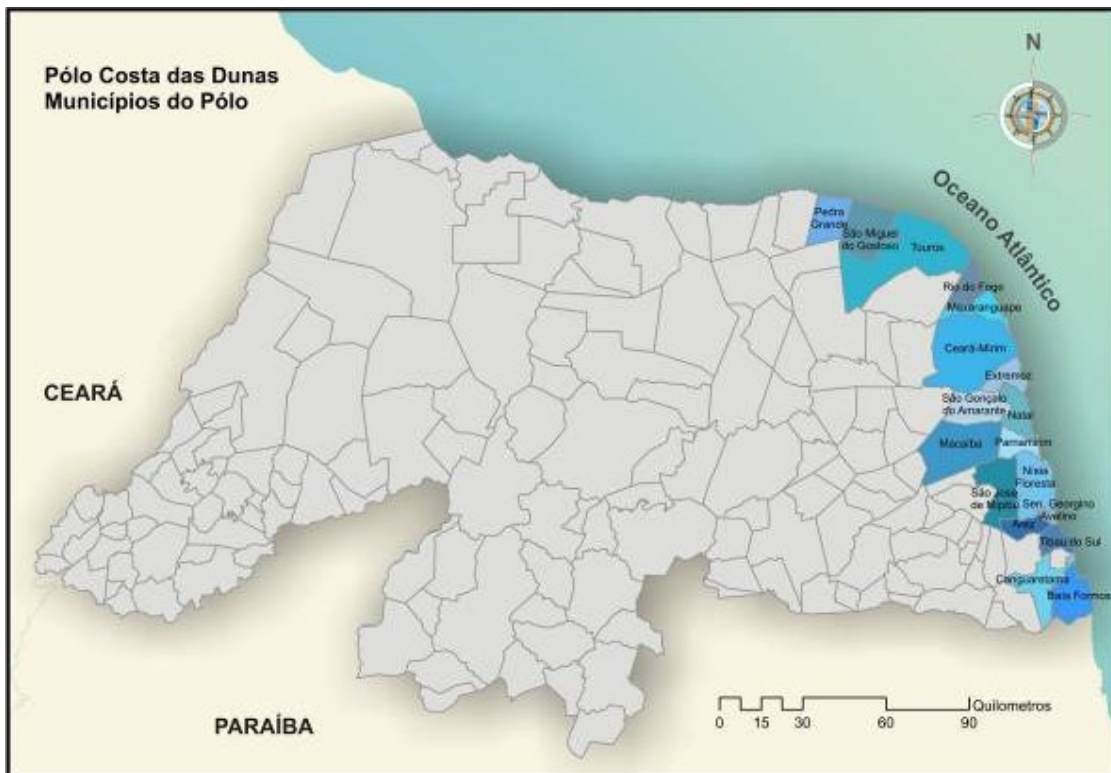 Pólo Costa das Dunas
Municípios do Pólo
N
Oceano Atlântico
Pedra
Grande
São Miguel
do Gostoso
Touros
Rio do Fogo
Maxaranguape
Ceará-Mirim
Extremoz
São Gonçalo
do Amarante
Natal
Macaíba
Parnamirim
Nísia
Floresta
São José
de Mipibu
Sen. Georgino
Avelino
Arez
Tibau do Sul
Canguaretama
Baía Formos
CEARÁ
PARAÍBA
Quilometros
0 15 30 60 90